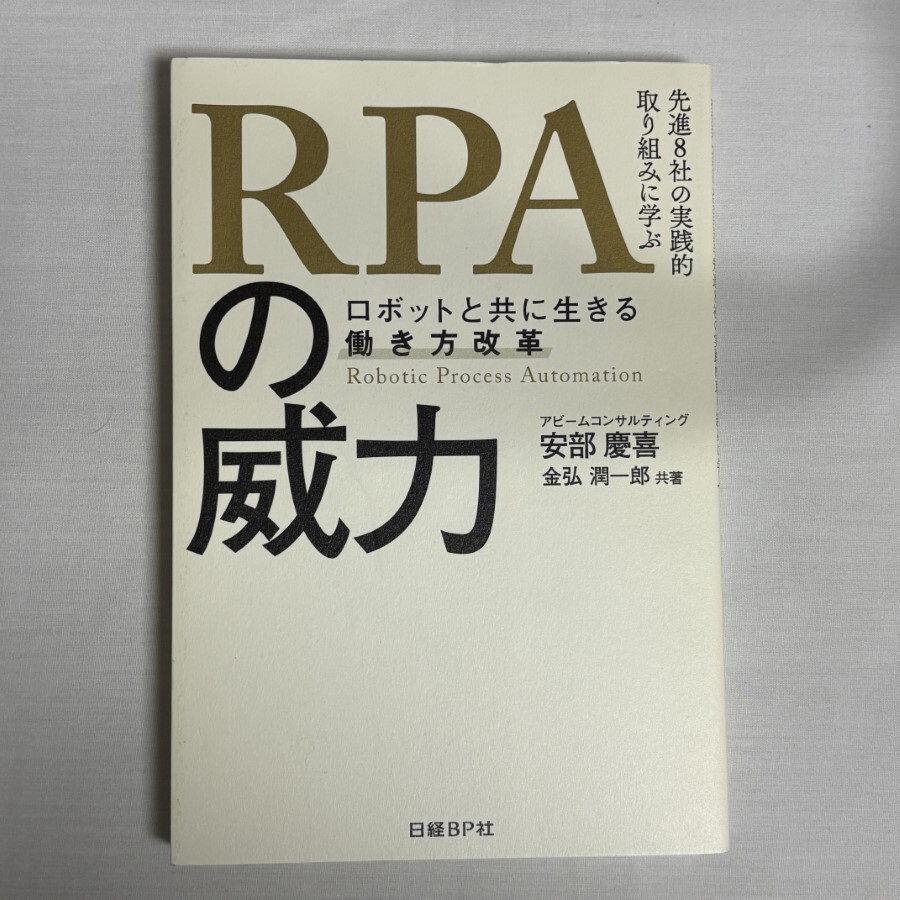 先進8社の実践的
取り組みに学ぶ
RPA
の
威力
ロボットと共に生きる
働き方改革
Robotic Process Automation
アビームコンサルティング
安部 慶喜
金弘 潤一郎 共著
日経BP社